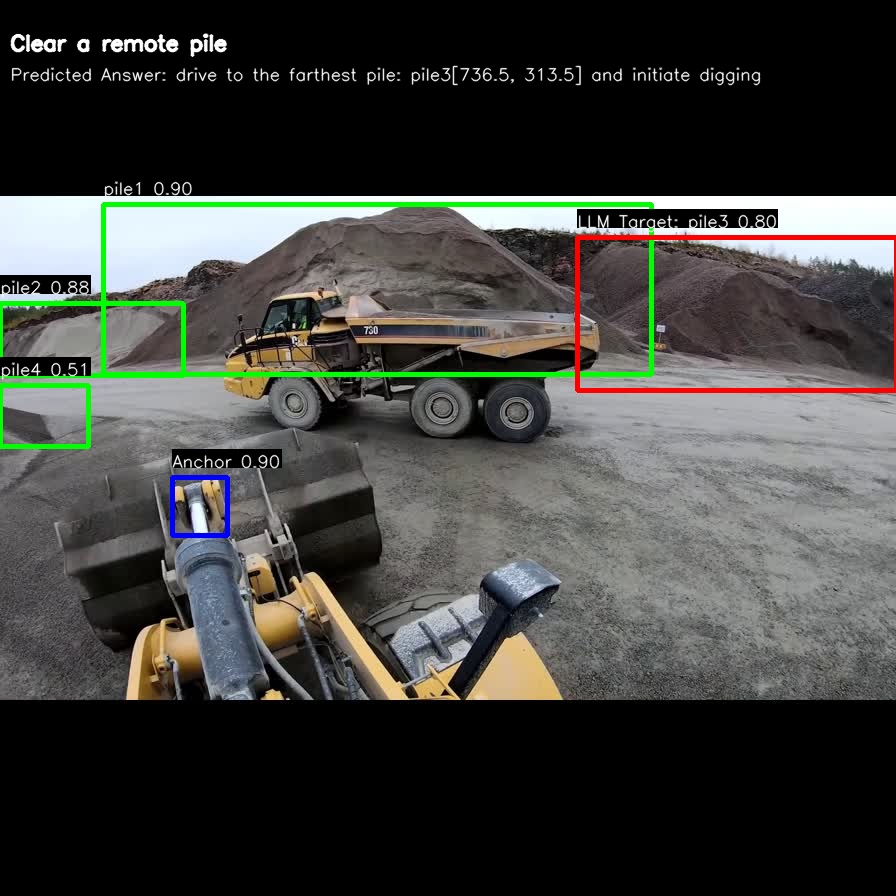 Clear a remote pile
Predicted Answer: drive to the farthest pile: pile3[736.5, 313.5] and initiate digging
pile1 0.90
LLM Target: pile3 0.80
pile2 0.88
730
pile4 0.51
Anchor 0.90